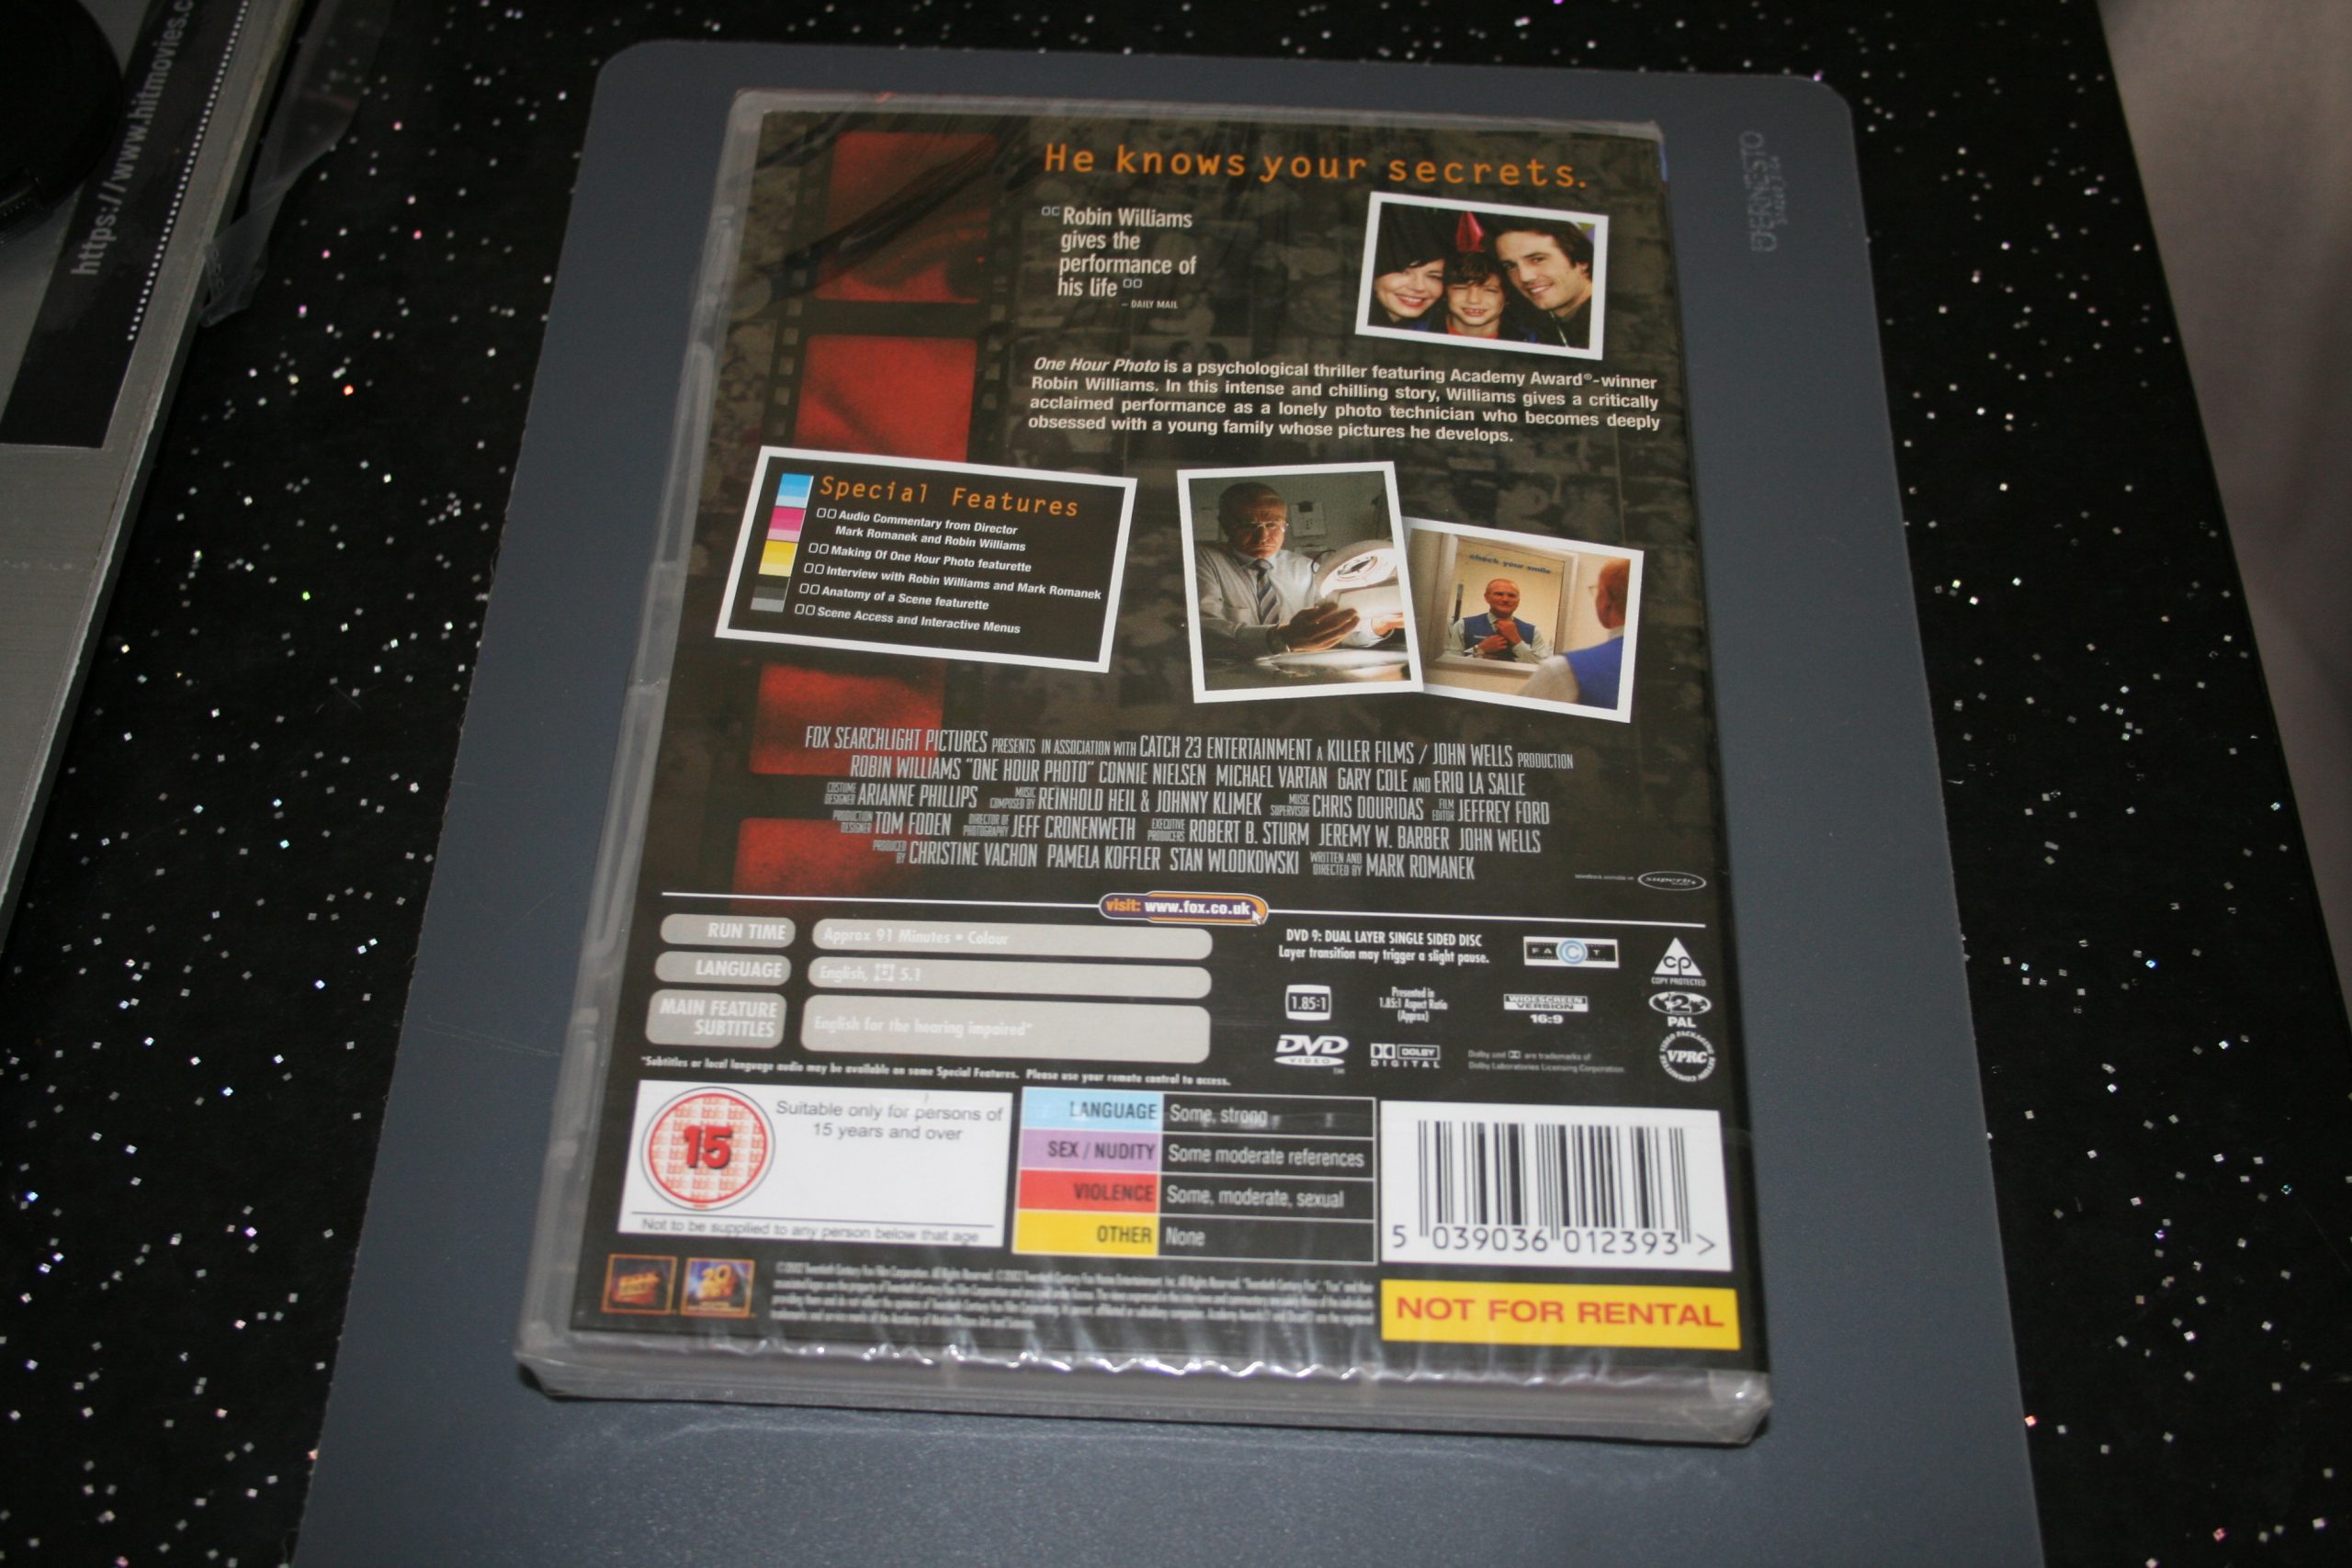 https://www.hitmovies.c
He knows your secrets.
Robin Williams
gives the
performance of
his life
– DAILY MAIL
One Hour Photo is a psychological thriller featuring Academy Award®-winner
Robin Williams. In this intense and chilling story, Williams gives a critically
acclaimed performance as a lonely photo technician who becomes deeply
obsessed with a young family whose pictures he develops.
Special Features
Audio Commentary from Director
Mark Romanek and Robin Williams
Making Of One Hour Photo featurette
Interview with Robin Williams and Mark Romanek
Anatomy of a Scene featurette
Scene Access and Interactive Menus
check your smile
FOX SEARCHLIGHT PICTURES PRESENTS IN ASSOCIATION WITH CATCH 23 ENTERTAINMENT A KILLER FILMS / JOHN WELLS PRODUCTION
ROBIN WILLIAMS "ONE HOUR PHOTO" CONNIE NIELSEN MICHAEL VARTAN GARY COLE AND ERIQ LA SALLE
COSTUME DESIGNER ARIANNE PHILLIPS MUSIC COMPOSED BY REINHOLD HEIL & JOHNNY KLIMEK MUSIC SUPERVISOR CHRIS DOURIDAS FILM EDITOR JEFFREY FORD
PRODUCTION DESIGNER TOM FODEN DIRECTOR OF PHOTOGRAPHY JEFF CRONENWETH EXECUTIVE PRODUCERS ROBERT B. STURM JEREMY W. BARBER JOHN WELLS
PRODUCED BY CHRISTINE VACHON PAMELA KOFFLER STAN WLODKOWSKI WRITTEN AND DIRECTED BY MARK ROMANEK
superb
visit: www.fox.co.uk
RUN TIME
Approx 91 Minutes • Colour
LANGUAGE
English, 5.1
MAIN FEATURE
SUBTITLES
English for the hearing impaired*
*Subtitles or local language audio may be available on some Special Features. Please use your remote control to access.
DVD 9: DUAL LAYER SINGLE SIDED DISC
Layer transition may trigger a slight pause.
FACT
CP
COPY PROTECTED
1.85:1
Presented in
1.85:1 Aspect Ratio
(Approx)
WIDESCREEN
VERSION
16:9
2
PAL
DVD
VIDEO
TM
DOLBY
DIGITAL
Dolby and are trademarks of
Dolby Laboratories Licensing Corporation
VPRC
15
Suitable only for persons of
15 years and over
Not to be supplied to any person below that age
LANGUAGE
Some, strong
SEX / NUDITY
Some moderate references
VIOLENCE
Some, moderate, sexual
OTHER
None
5 039036 012393 >
NOT FOR RENTAL